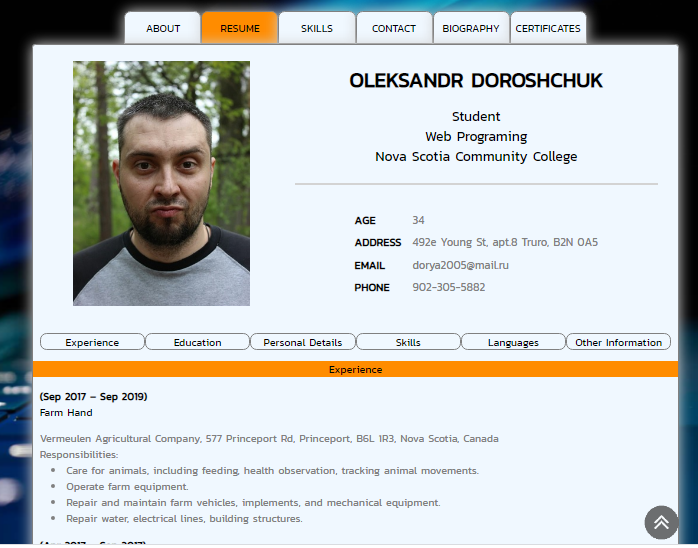 ABOUT RESUME SKILLS CONTACT BIOGRAPHY CERTIFICATES
OLEKSANDR DOROSHCHUK
Student
Web Programing
Nova Scotia Community College
AGE 34
ADDRESS 492e Young St, apt.8 Truro, B2N 0A5
EMAIL dorya2005@mail.ru
PHONE 902-305-5882
Experience Education Personal Details Skills Languages Other Information
Experience
(Sep 2017 – Sep 2019)
Farm Hand
Vermeulen Agricultural Company, 577 Princeport Rd, Princeport, B6L 1R3, Nova Scotia, Canada
Responsibilities:
• Care for animals, including feeding, health observation, tracking animal movements.
• Operate farm equipment.
• Repair and maintain farm vehicles, implements, and mechanical equipment.
• Repair water, electrical lines, building structures.